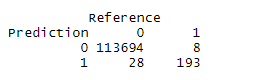 Reference
Prediction 0 1
0 113694 8
1 28 193